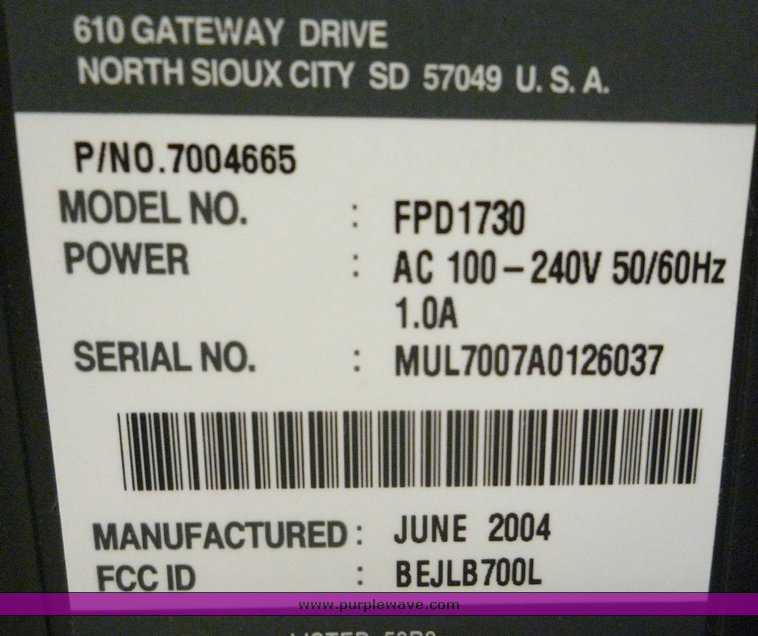 610 GATEWAY DRIVE
NORTH SIOUX CITY SD 57049 U. S. A.
P/NO.7004665
MODEL NO. : FPD1730
POWER : AC 100-240V 50/60Hz
1.0A
SERIAL NO. : MUL7007A0126037
MANUFACTURED : JUNE 2004
FCC ID : BEJLB700L
www.purplewave.com
LISTED